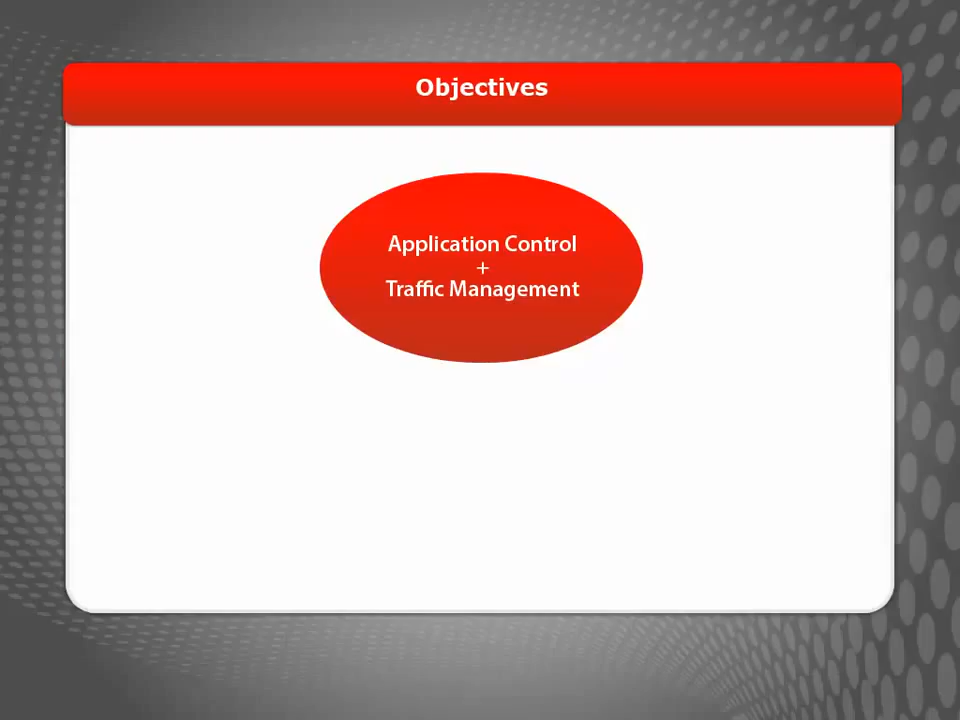 Objectives
Application Control
+
Traffic Management